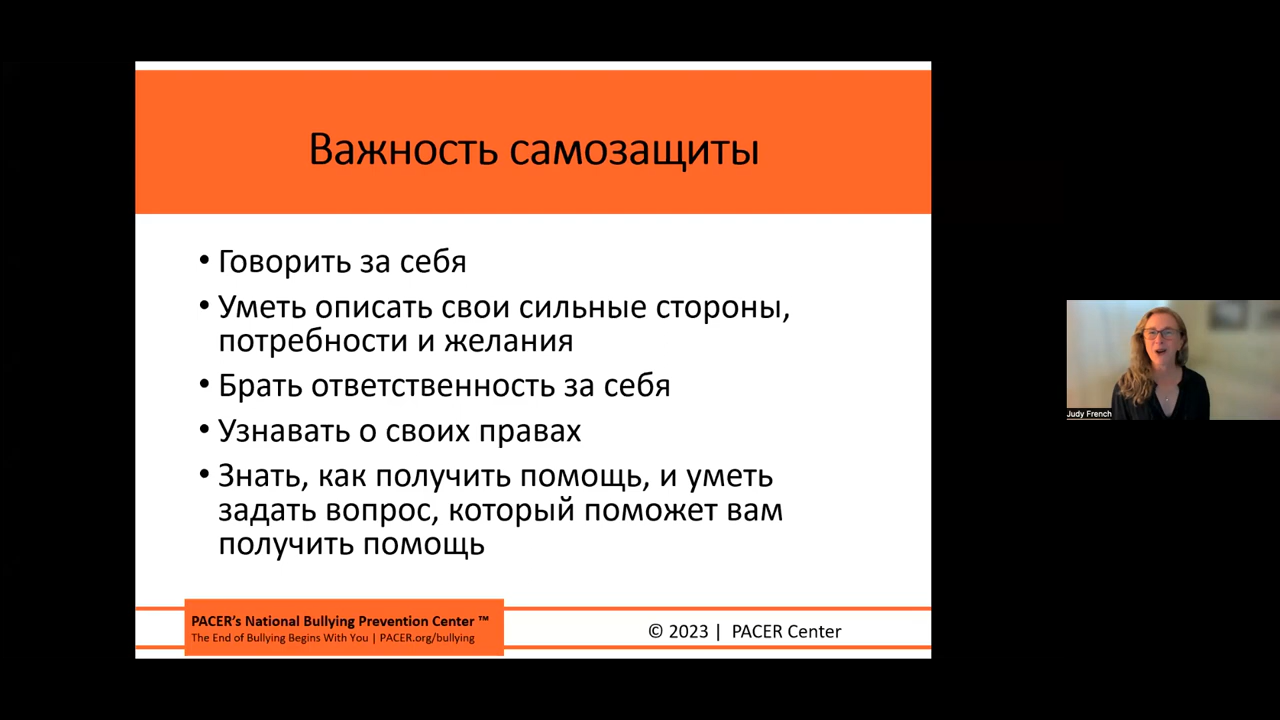 Важность самозащиты
• Говорить за себя
• Уметь описать свои сильные стороны,
потребности и желания
• Брать ответственность за себя
• Узнавать о своих правах
• Знать, как получить помощь, и уметь
задать вопрос, который поможет вам
получить помощь
PACER’s National Bullying Prevention Center ™
The End of Bullying Begins With You | PACER.org/bullying
© 2023 | PACER Center
Judy French